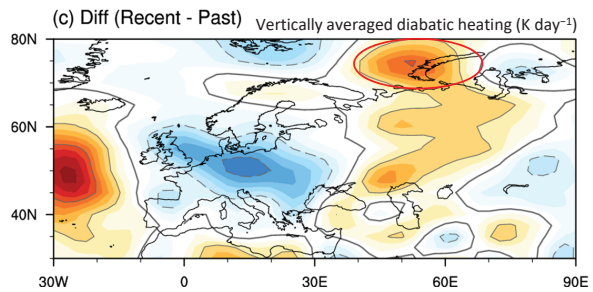 (c) Diff (Recent - Past) Vertically averaged diabatic heating (K day⁻¹)
80N
60N
40N
30W 0 30E 60E 90E